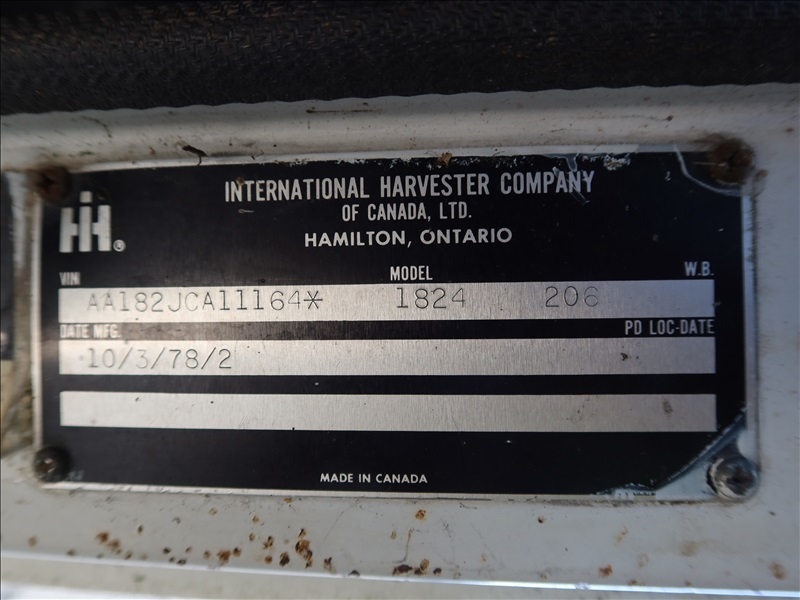 INTERNATIONAL HARVESTER COMPANY
OF CANADA, LTD.
IH®
HAMILTON, ONTARIO
VIN MODEL W.B.
AA182JCA11164* 1824 206
DATE MFG. PD LOC-DATE
10/3/78/2
MADE IN CANADA